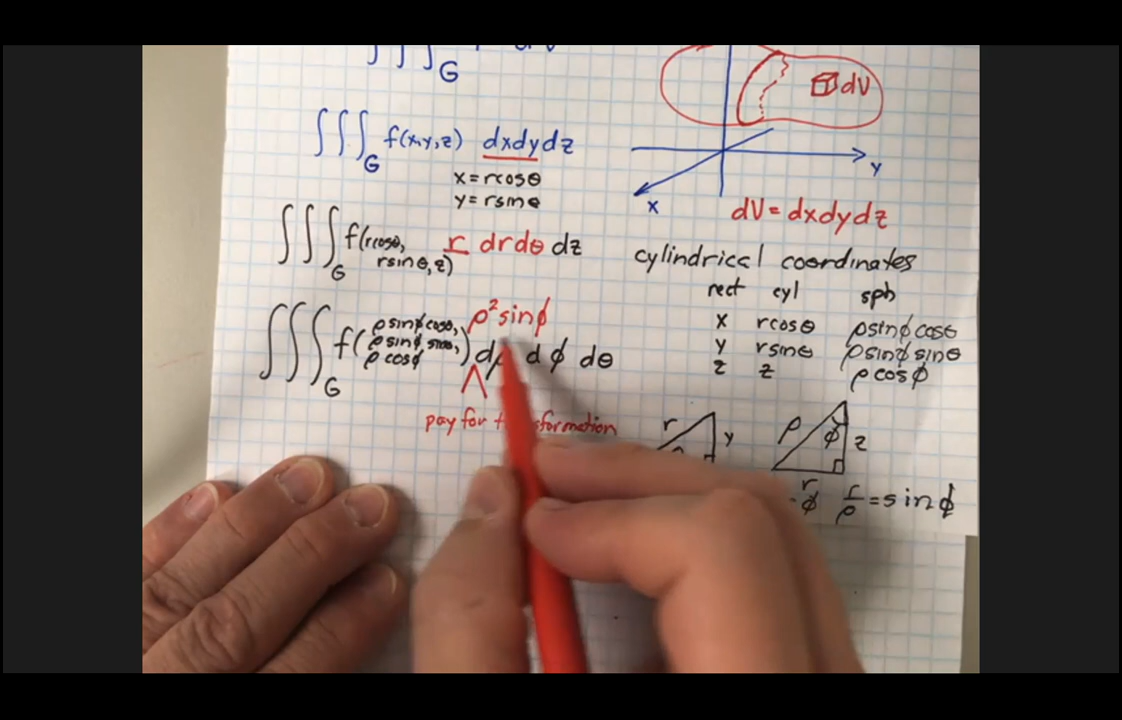 ∫∫∫G
dV
∫∫∫G f(x,y,z) dxdydz
x = rcosθ
y = rsinθ
∫∫∫G f(rcosθ, rsinθ, z) r drdθ dz
∫∫∫G f(ρsinϕcosθ, ρsinϕsinθ, ρcosϕ) ρ²sinϕ dρ dϕ dθ
pay for
y
x
dV = dxdydz
cylindrical coordinates
rect cyl sph
x rcosθ ρsinϕcosθ
y rsinθ ρsinϕsinθ
z z ρcosϕ
r y
ρ ϕ z
r
ϕ r/ρ = sinϕ